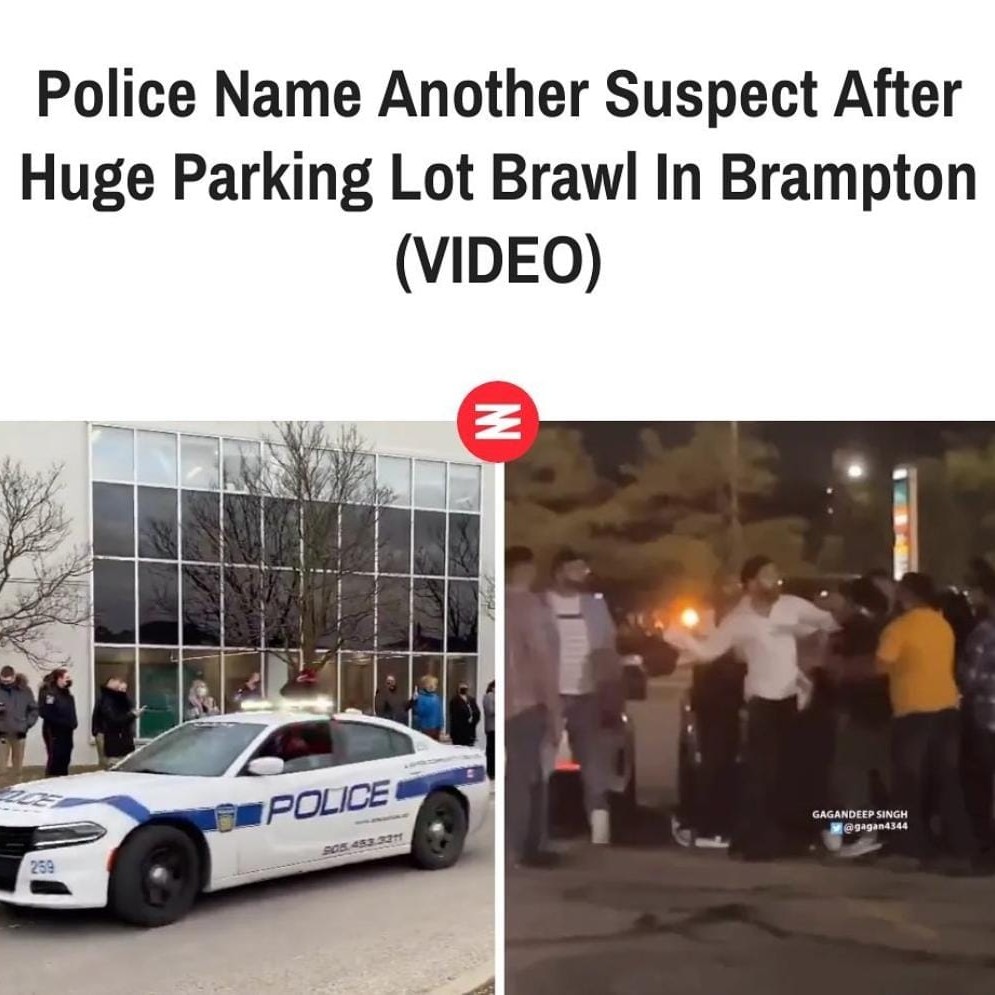 Police Name Another Suspect After
Huge Parking Lot Brawl In Brampton
(VIDEO)
POLICE
905.453.3311
259
GAGANDEEP SINGH
@gagan4344